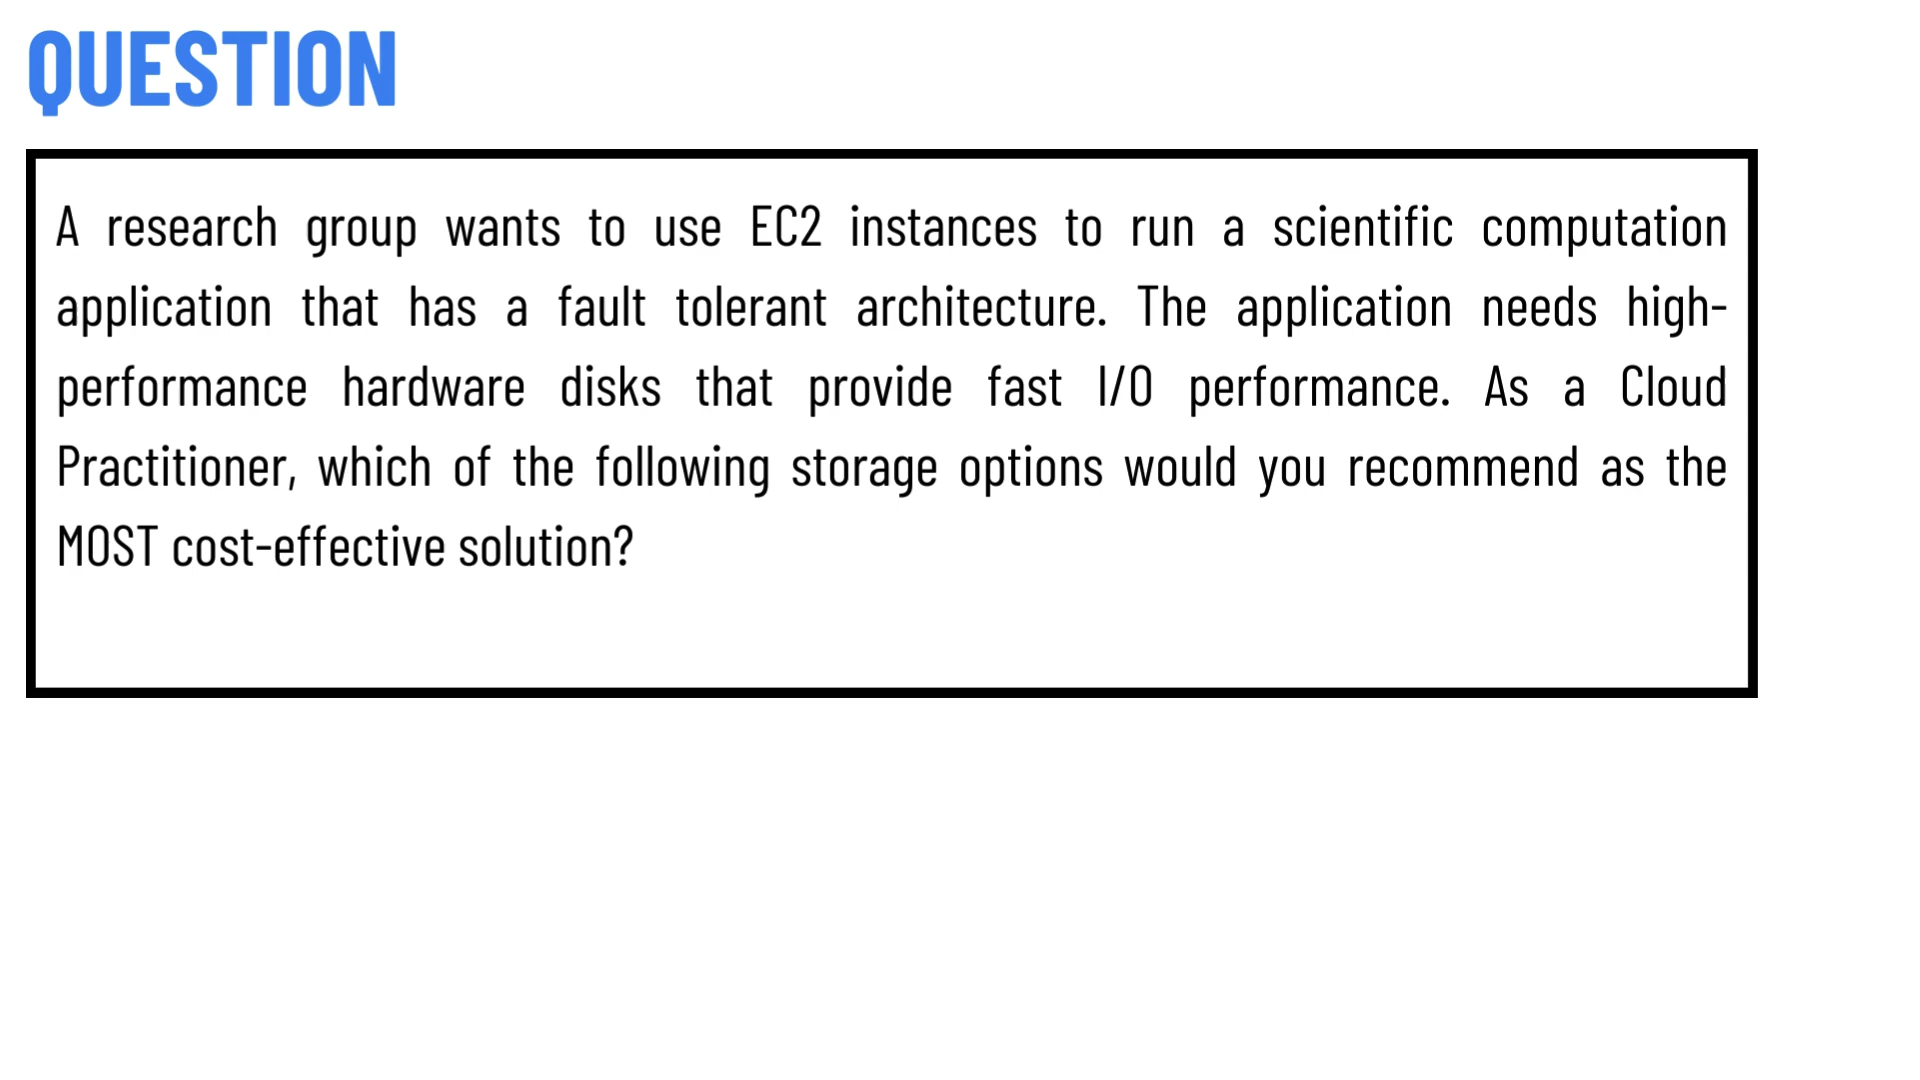 QUESTION
A research group wants to use EC2 instances to run a scientific computation
application that has a fault tolerant architecture. The application needs high-
performance hardware disks that provide fast I/O performance. As a Cloud
Practitioner, which of the following storage options would you recommend as the
MOST cost-effective solution?